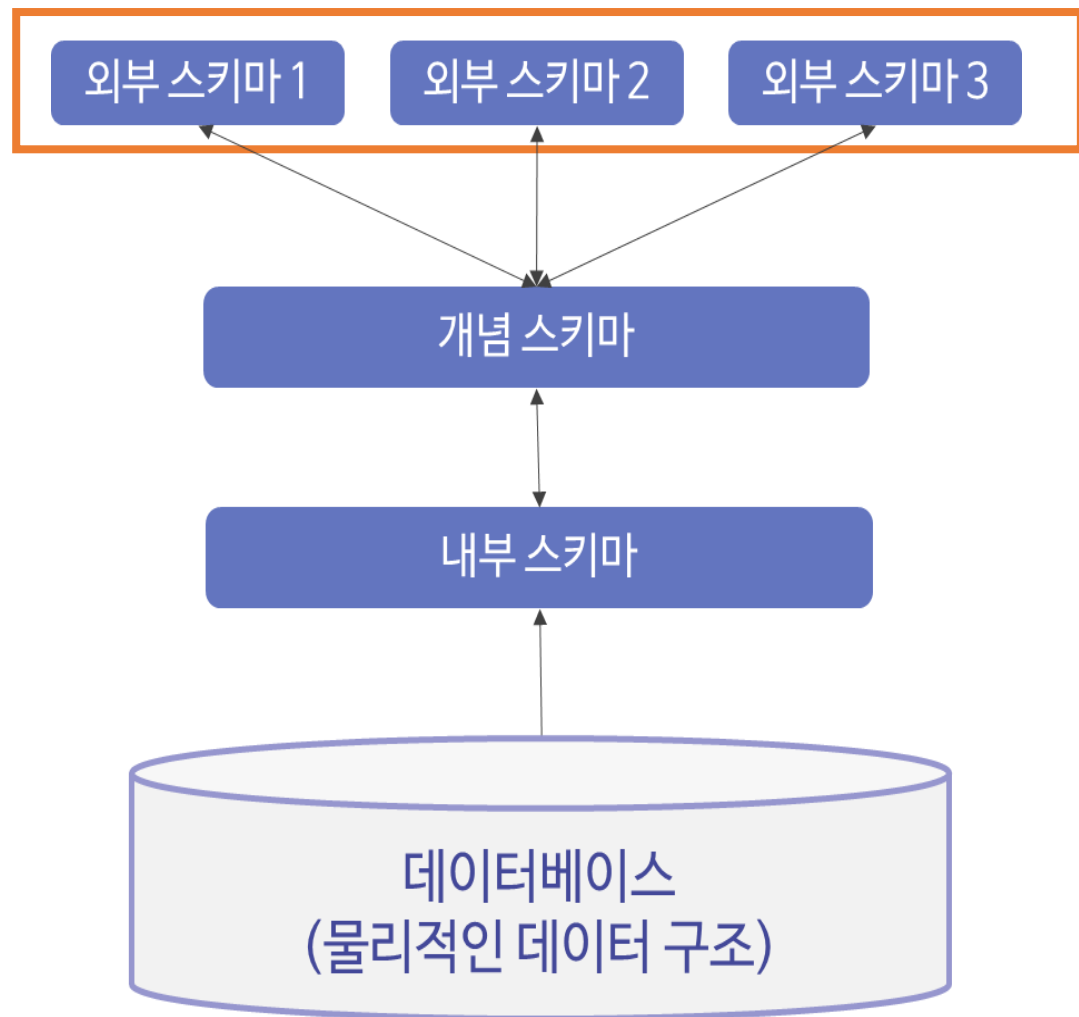 외부 스키마 1
외부 스키마 2
외부 스키마 3
개념 스키마
내부 스키마
데이터베이스
(물리적인 데이터 구조)